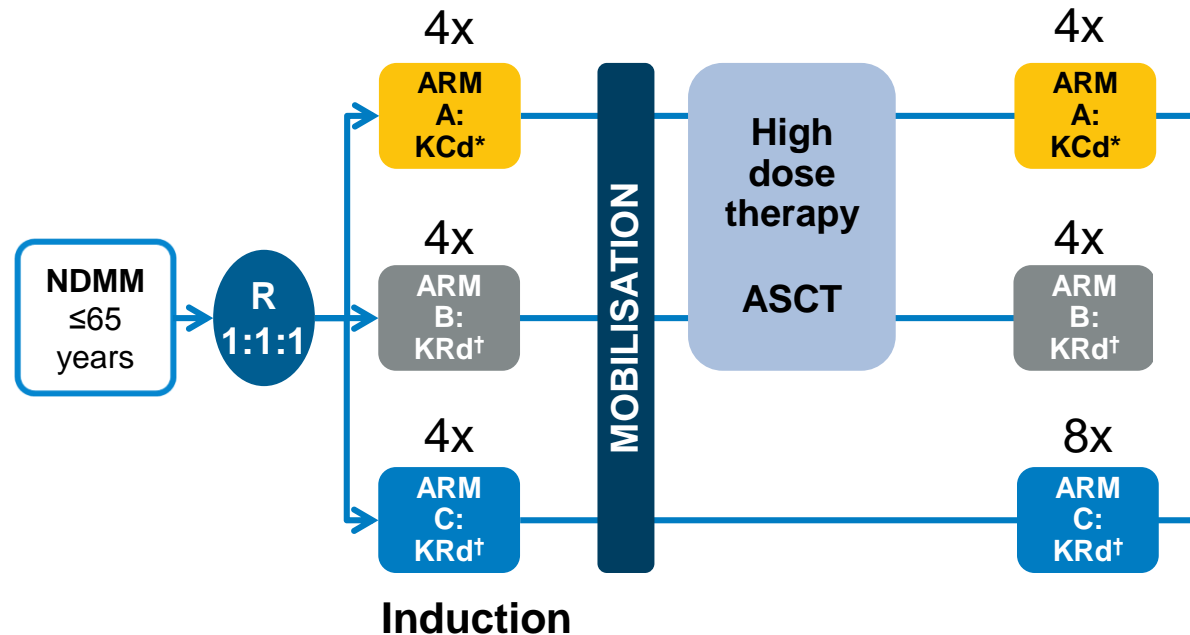 4x
4x
ARM
A:
KCd*
ARM
A:
KCd*
High
dose
therapy
ASCT
MOBILISATION
NDMM
≤65
years
R
1:1:1
4x
4x
ARM
B:
KRd†
ARM
B:
KRd†
4x
8x
ARM
C:
KRd†
ARM
C:
KRd†
Induction